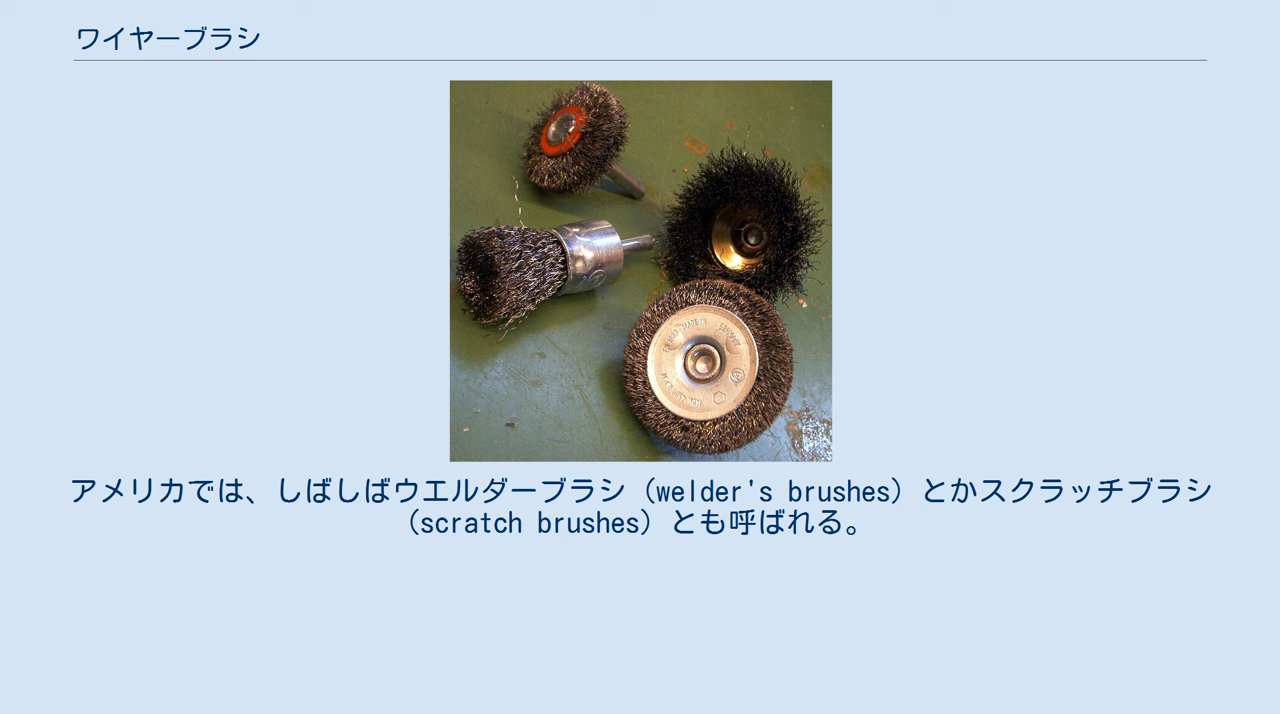 ワイヤーブラシ
アメリカでは、しばしばウエルダーブラシ（welder's brushes）とかスクラッチブラシ
（scratch brushes）とも呼ばれる。